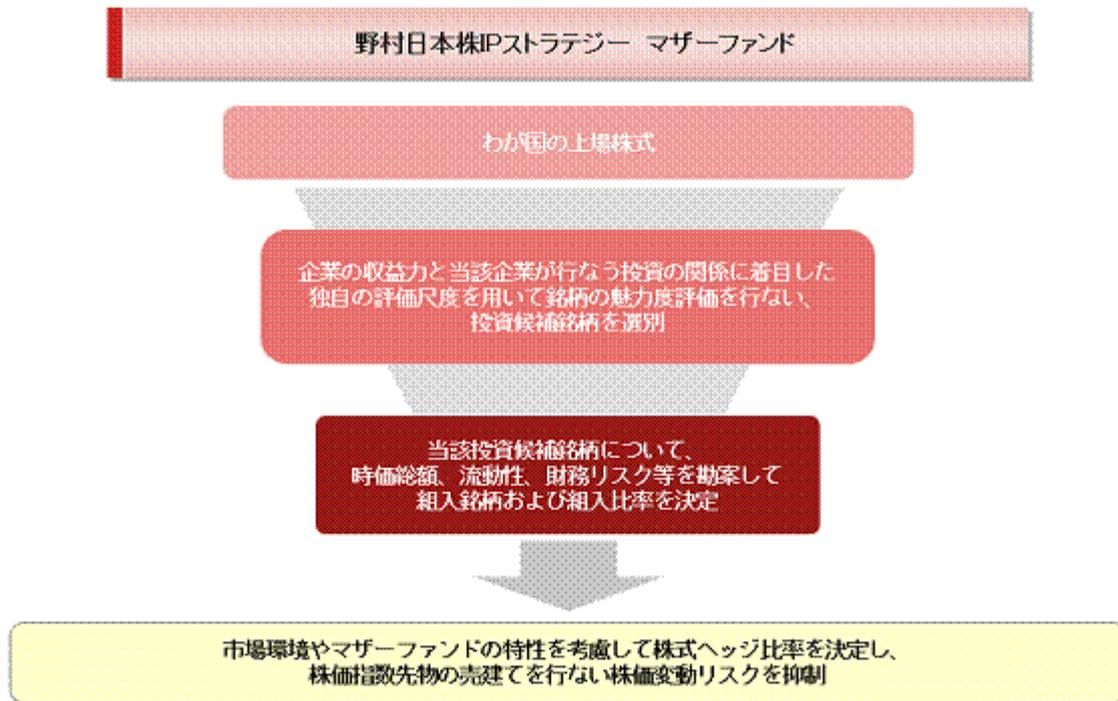 野村日本株IPストラテジー マザーファンド
わが国の上場株式
企業の収益力と当該企業が行なう投資の関係に着目した
独自の評価尺度を用いて銘柄の魅力度評価を行ない、
投資候補銘柄を選別
当該投資候補銘柄について、
時価総額、流動性、財務リスク等を勘案して
組入銘柄および組入比率を決定
市場環境やマザーファンドの特性を考慮して株式ヘッジ比率を決定し、
株価指数先物の売建てを行ない株価変動リスクを抑制